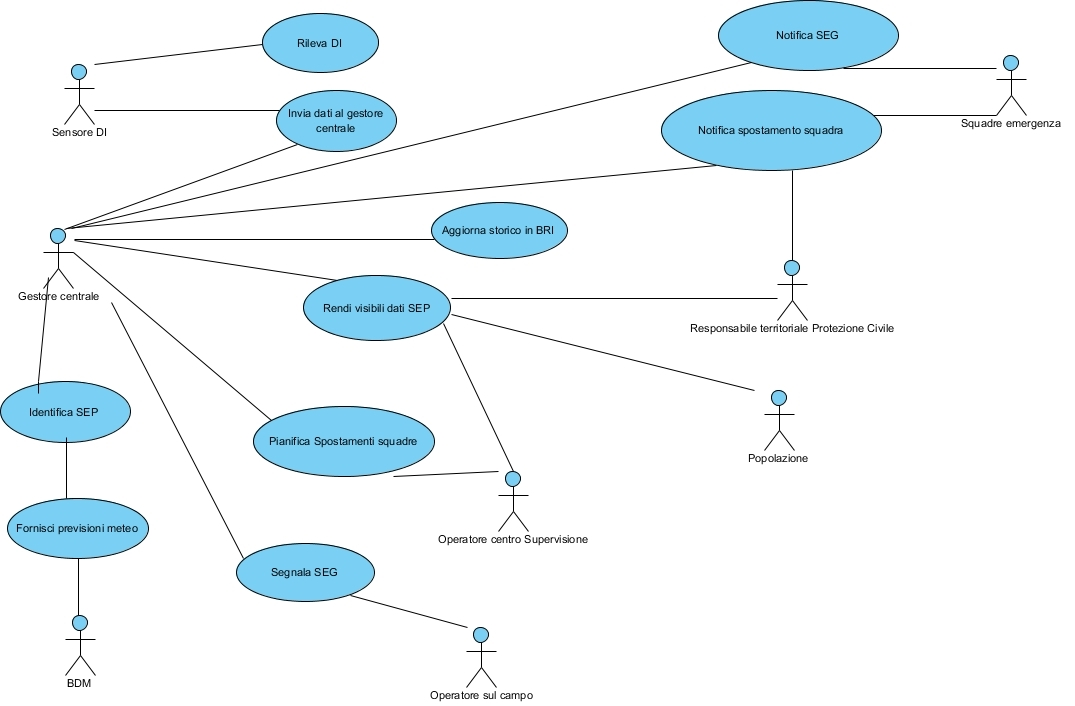 Notifica SEG
Rileva DI
Sensore DI
Invia dati al gestore
centrale
Notifica spostamento squadra
Squadre emergenza
Aggiorna storico in BRI
Gestore centrale
Rendi visibili dati SEP
Responsabile territoriale Protezione Civile
Identifica SEP
Pianifica Spostamenti squadre
Popolazione
Fornisci previsioni meteo
Operatore centro Supervisione
Segnala SEG
BDM
Operatore sul campo